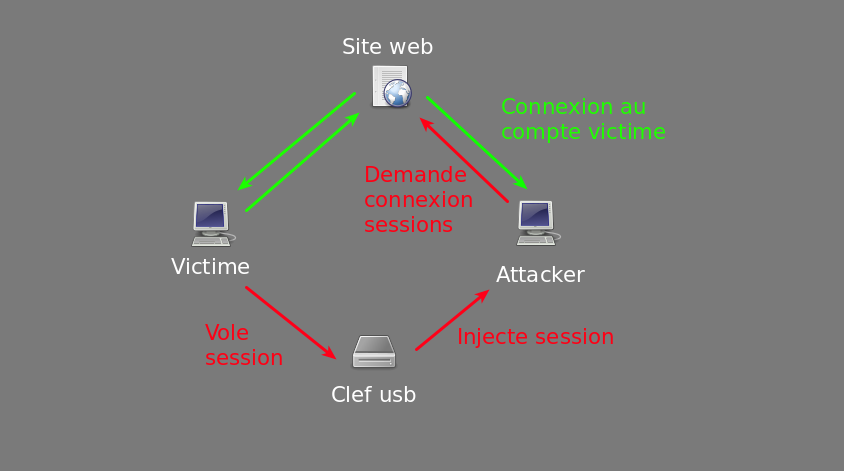 Site web
Connexion au
compte victime
Demande
connexion
sessions
Victime
Attacker
Vole
session
Injecte session
Clef usb